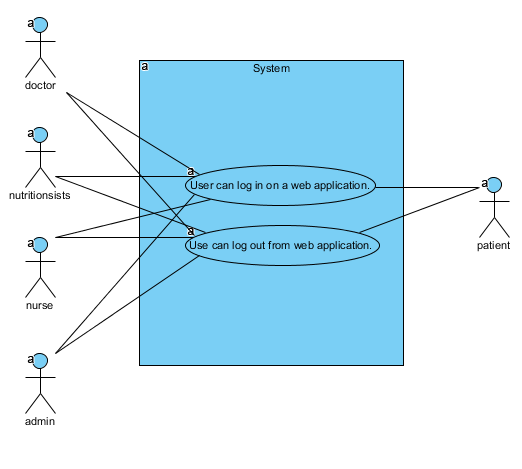 a
doctor
a
nutritionsists
a
nurse
a
admin
a
System
a
User can log in on a web application.
a
Use can log out from web application.
a
patient